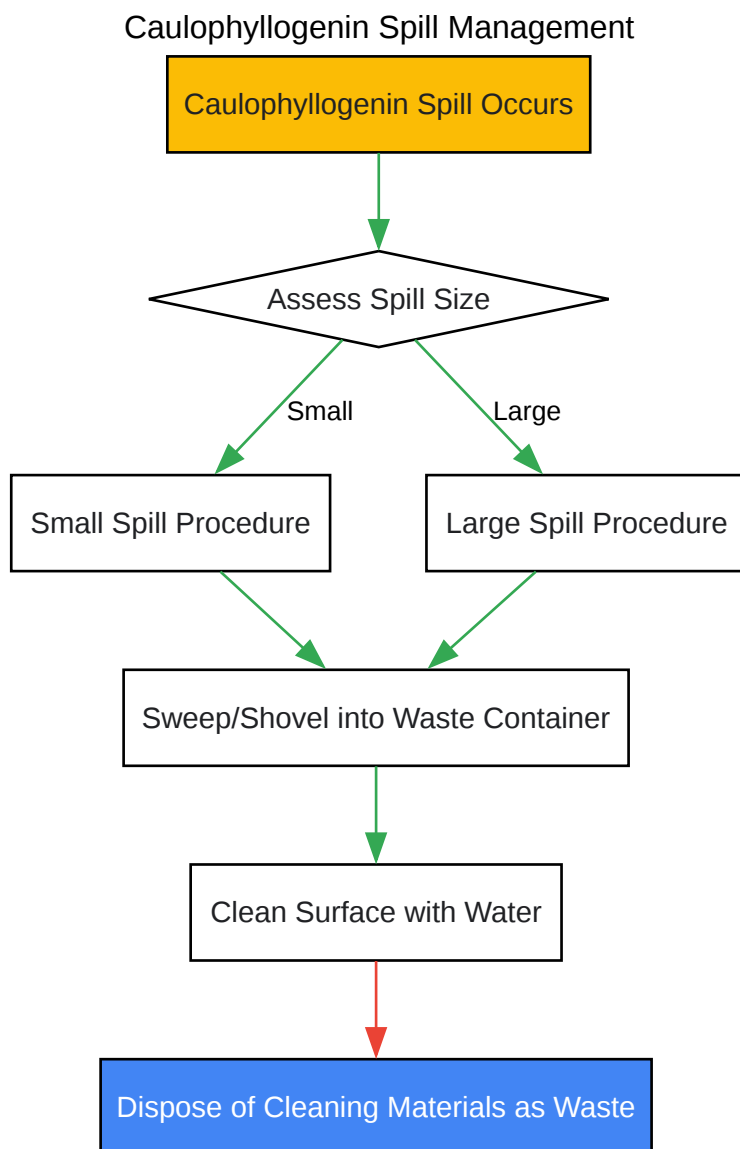 Caulophyllogenin Spill Management
Caulophyllogenin Spill Occurs
Assess Spill Size
Small
Large
Small Spill Procedure
Large Spill Procedure
Sweep/Shovel into Waste Container
Clean Surface with Water
Dispose of Cleaning Materials as Waste